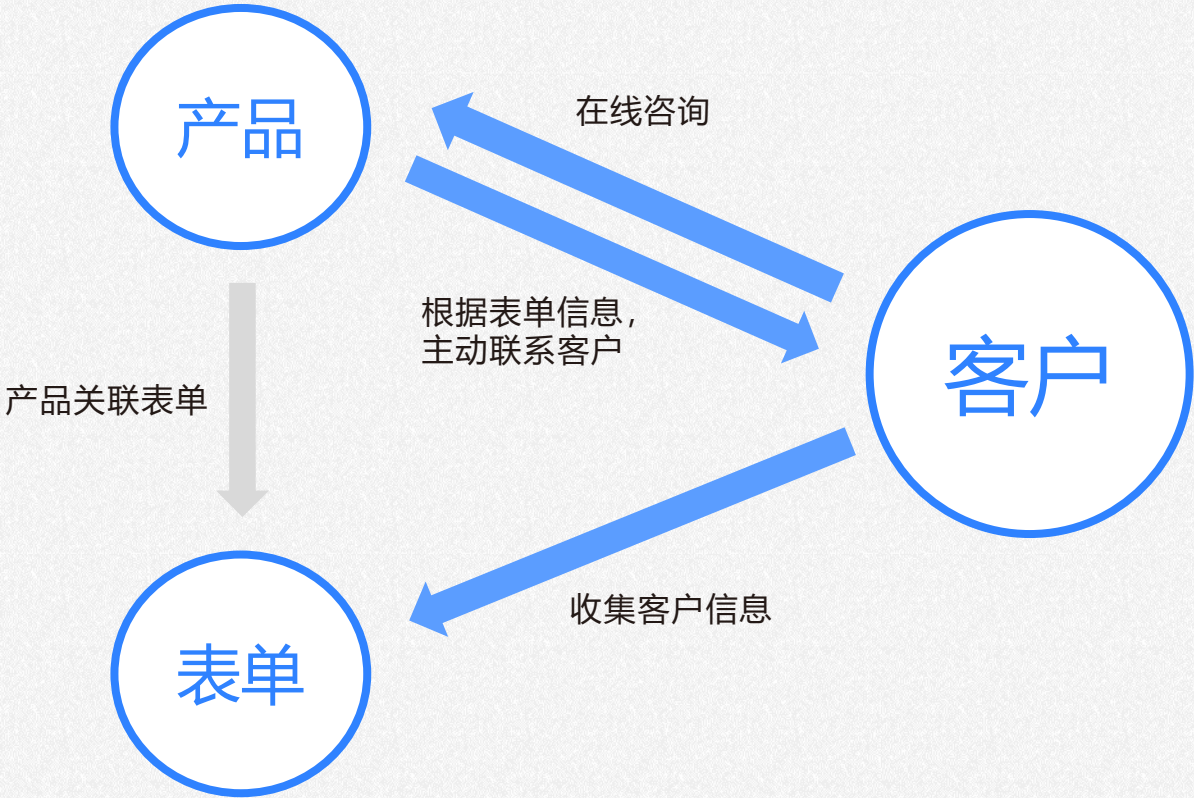 产品
在线咨询
根据表单信息，
主动联系客户
客户
产品关联表单
收集客户信息
表单